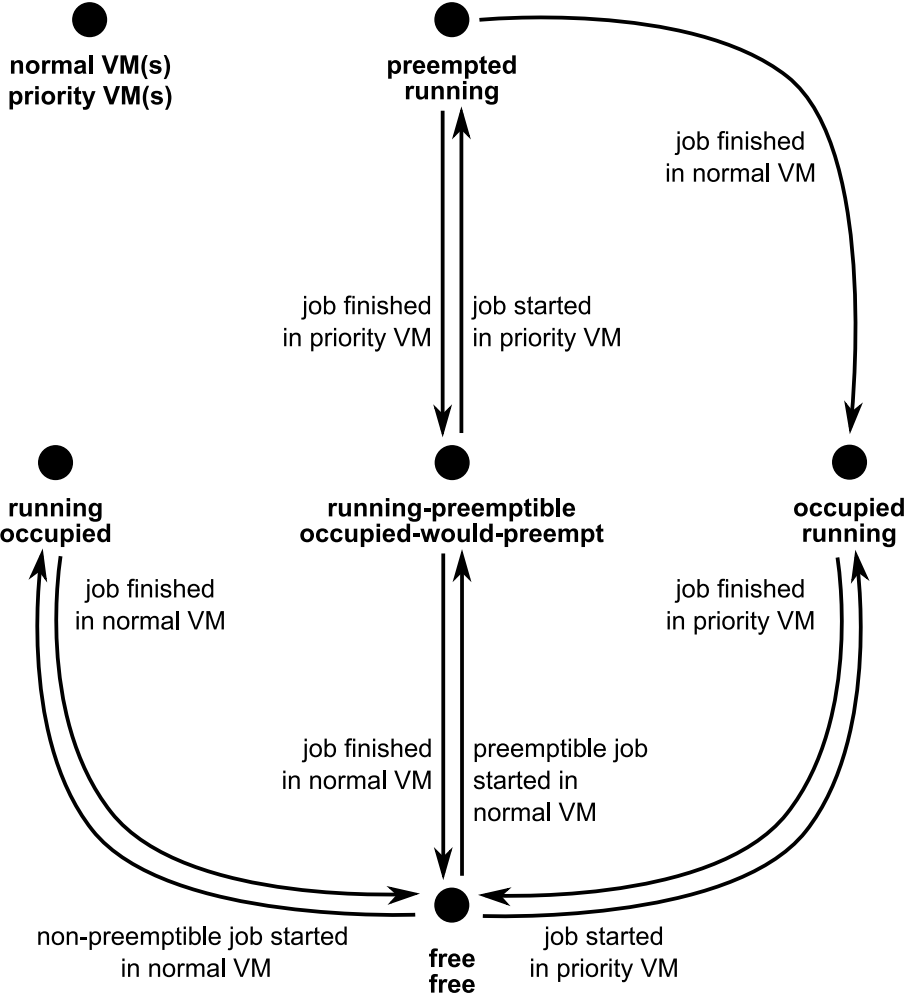 normal VM(s)
priority VM(s)
preempted
running
job finished
in normal VM
job finished
in priority VM
job started
in priority VM
running
occupied
running-preemptible
occupied-would-preempt
occupied
running
job finished
in normal VM
job finished
in priority VM
job finished
in normal VM
preemptible job
started in
normal VM
non-preemptible job started
in normal VM
free
free
job started
in priority VM